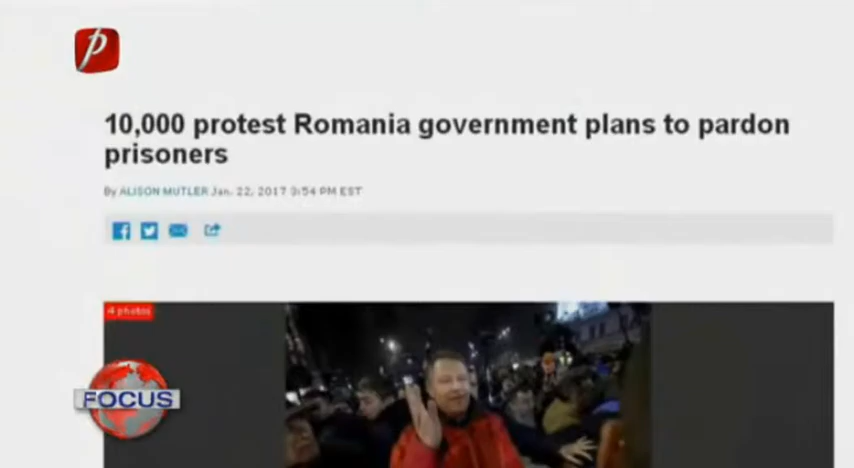 p
10,000 protest Romania government plans to pardon
prisoners
By ALISON MUTLER Jan. 22, 2017 3:54 PM EST
4 photos
FOCUS